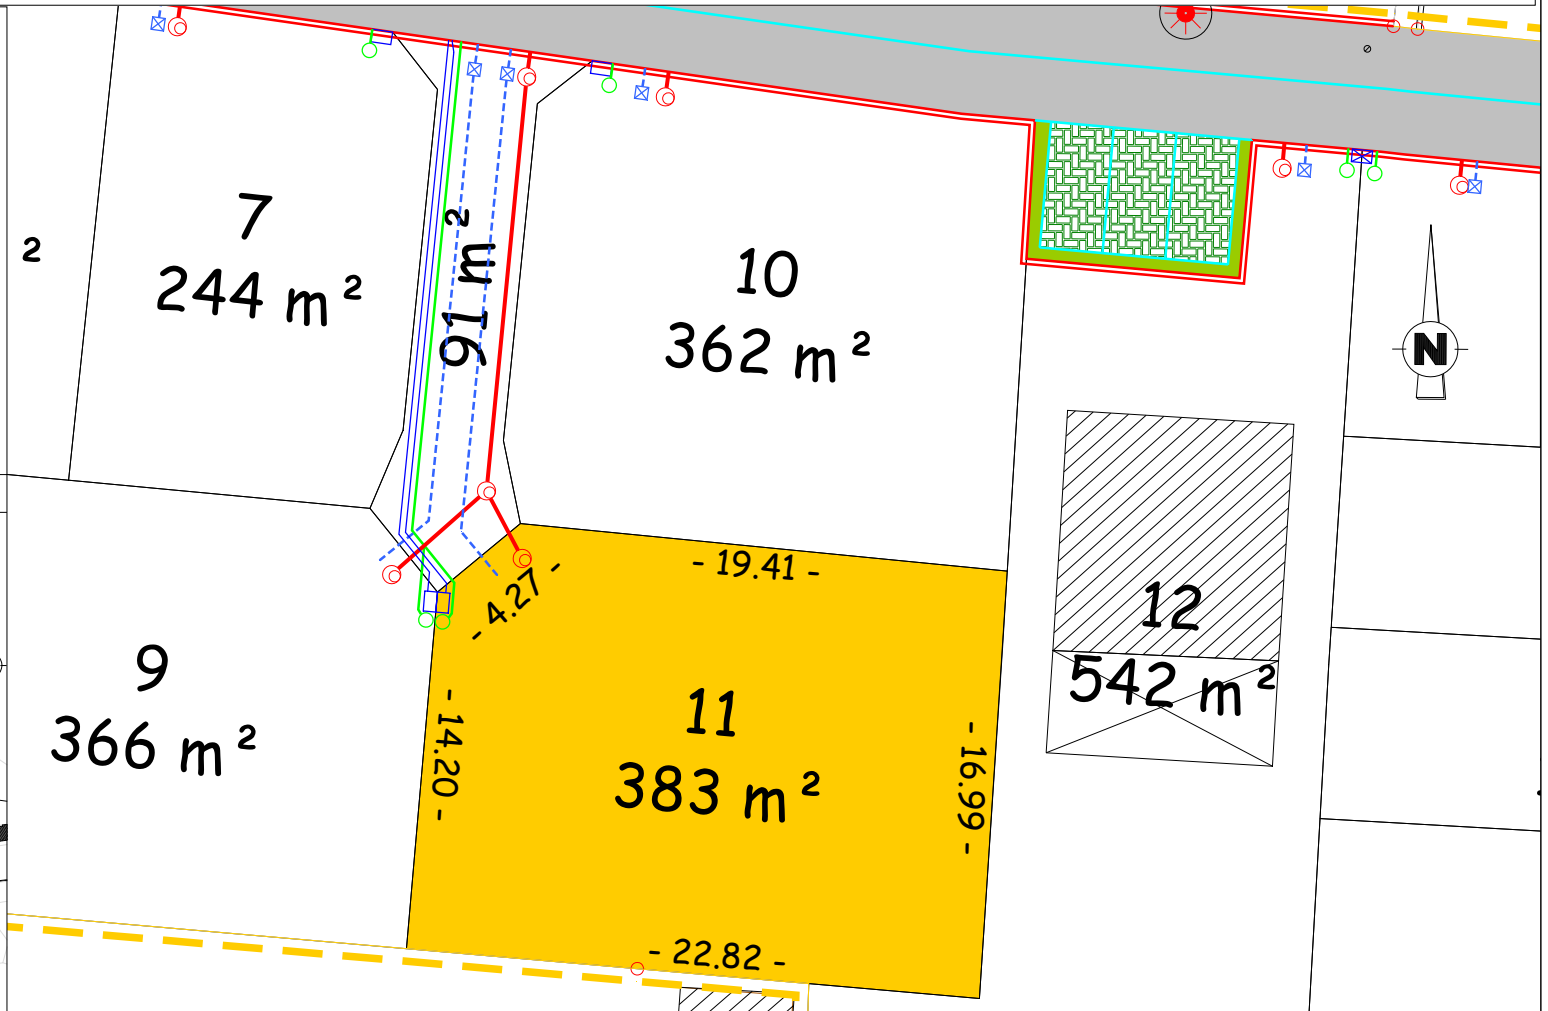 2
7
244 m²
91 m²
10
362 m²
N
- 19.41 -
- 4.27 -
12
542 m²
9
366 m²
- 14.20 -
11
383 m²
- 16.99 -
- 22.82 -